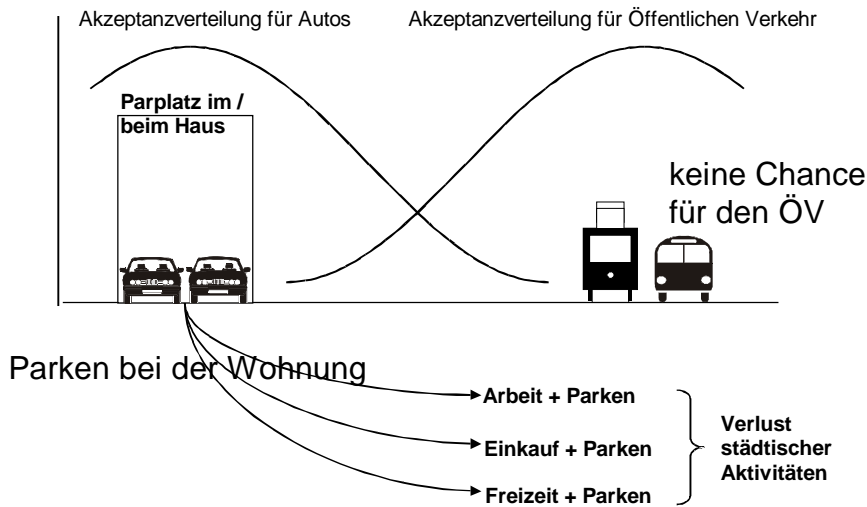 Akzeptanzverteilung für Autos
Akzeptanzverteilung für Öffentlichen Verkehr
Parplatz im /
beim Haus
keine Chance
für den ÖV
Parken bei der Wohnung
Arbeit + Parken
Einkauf + Parken
Freizeit + Parken
Verlust
städtischer
Aktivitäten